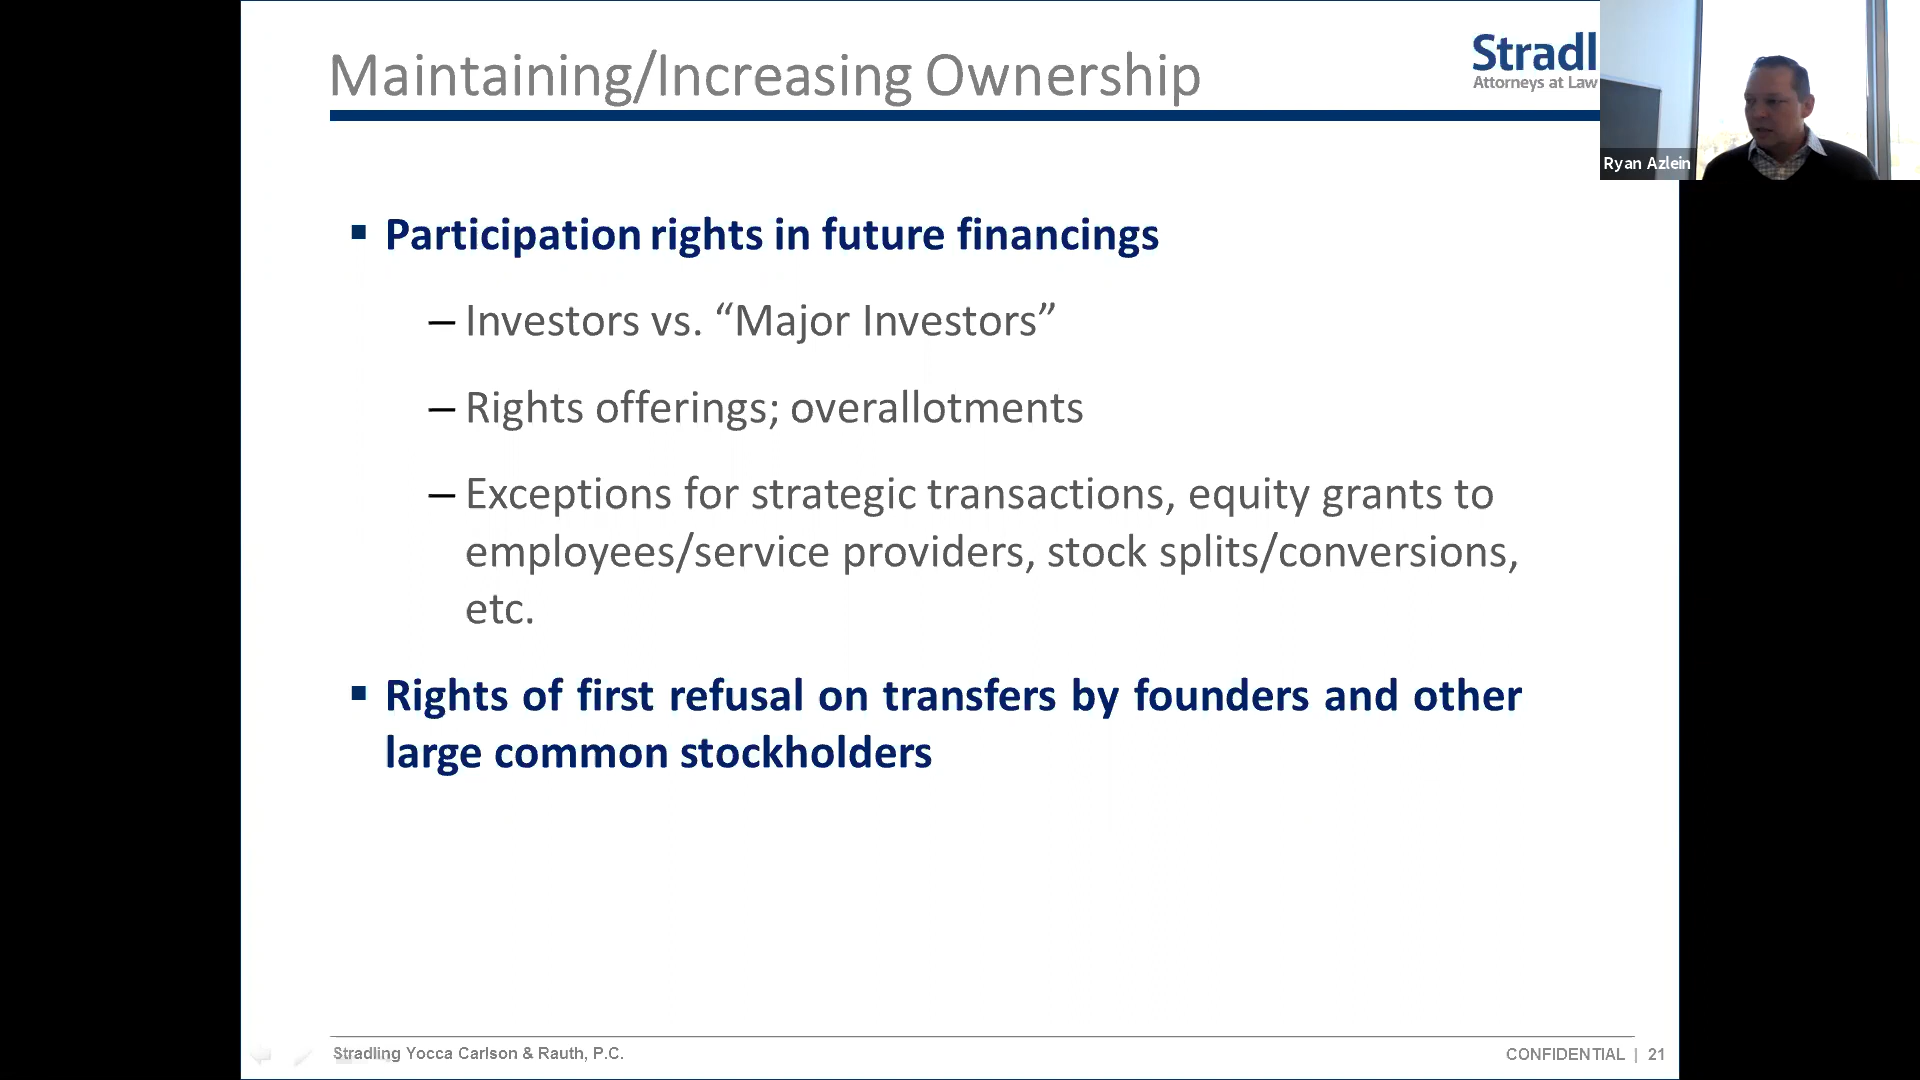 Maintaining/Increasing Ownership
Stradl
Attorneys at Law
Ryan Azlein
▪ Participation rights in future financings
– Investors vs. “Major Investors”
– Rights offerings; overallotments
– Exceptions for strategic transactions, equity grants to
employees/service providers, stock splits/conversions,
etc.
▪ Rights of first refusal on transfers by founders and other
large common stockholders
Stradling Yocca Carlson & Rauth, P.C.
CONFIDENTIAL | 21